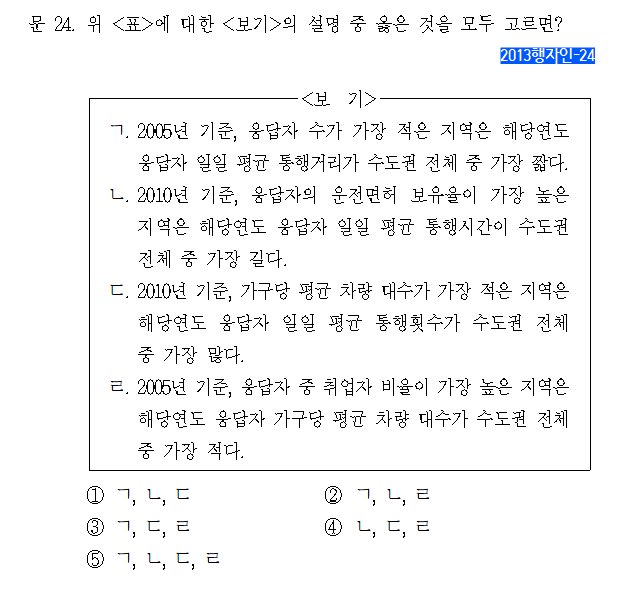 문 24. 위 <표>에 대한 <보기>의 설명 중 옳은 것을 모두 고르면?
2013행자인-24
<보 기>
ㄱ. 2005년 기준, 응답자 수가 가장 적은 지역은 해당연도
응답자 일일 평균 통행거리가 수도권 전체 중 가장 짧다.
ㄴ. 2010년 기준, 응답자의 운전면허 보유율이 가장 높은
지역은 해당연도 응답자 일일 평균 통행시간이 수도권
전체 중 가장 길다.
ㄷ. 2010년 기준, 가구당 평균 차량 대수가 가장 적은 지역은
해당연도 응답자 일일 평균 통행횟수가 수도권 전체
중 가장 많다.
ㄹ. 2005년 기준, 응답자 중 취업자 비율이 가장 높은 지역은
해당연도 응답자 가구당 평균 차량 대수가 수도권 전체
중 가장 적다.
① ㄱ, ㄴ, ㄷ ② ㄱ, ㄴ, ㄹ
③ ㄱ, ㄷ, ㄹ ④ ㄴ, ㄷ, ㄹ
⑤ ㄱ, ㄴ, ㄷ, ㄹ